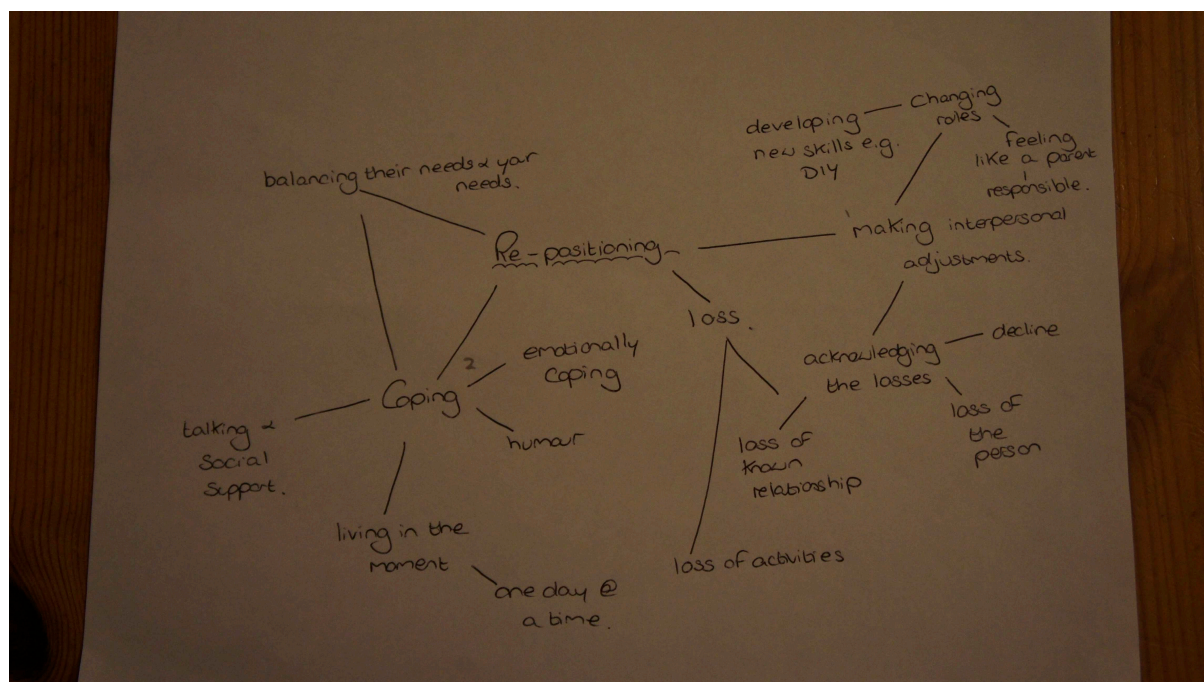 Changing
roles
developing
new skills e.g.
DIY
feeling
like a parent
responsible.
balancing their needs & your
needs.
Re-positioning
making interpersonal
adjustments.
loss.
decline
acknowledging
the losses
emotionally
coping
2
Coping
loss of
the
person
talking &
social
support.
humour
loss of
known
relationship
living in the
moment
loss of activities
one day @
a time.